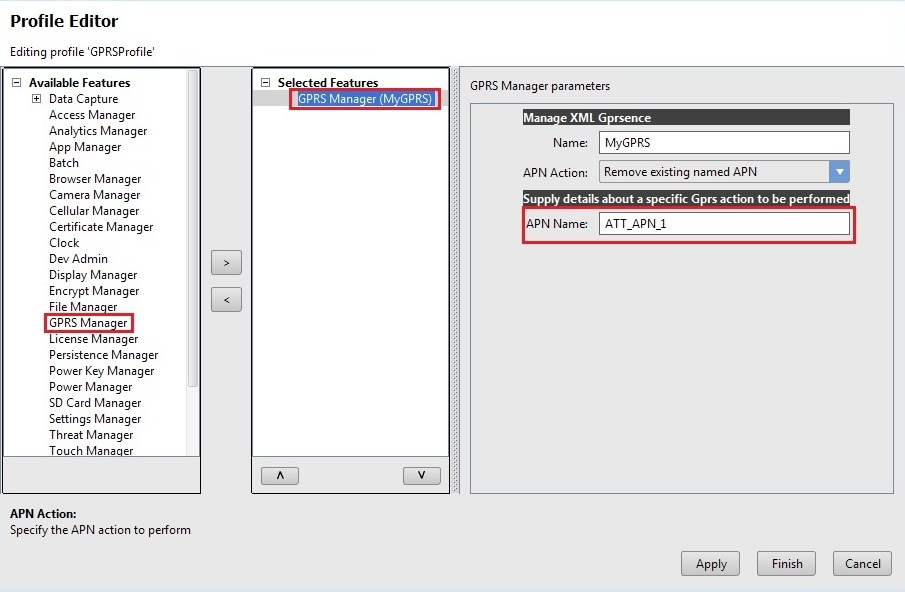 Profile Editor
Editing profile 'GPRSProfile'
Available Features
Data Capture
Access Manager
Analytics Manager
App Manager
Batch
Browser Manager
Camera Manager
Cellular Manager
Certificate Manager
Clock
Dev Admin
Display Manager
Encrypt Manager
File Manager
GPRS Manager
License Manager
Persistence Manager
Power Key Manager
Power Manager
SD Card Manager
Settings Manager
Threat Manager
Touch Manager
>
<
Selected Features
GPRS Manager (MyGPRS)
ʌ
v
GPRS Manager parameters
Manage XML Gprsence
Name: MyGPRS
APN Action: Remove existing named APN
Supply details about a specific Gprs action to be performed
APN Name: ATT_APN_1
APN Action:
Specify the APN action to perform
Apply Finish Cancel